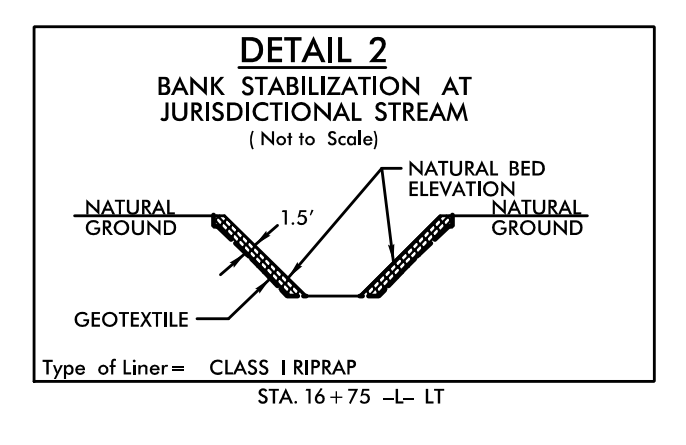 DETAIL 2
BANK STABILIZATION AT
JURISDICTIONAL STREAM
( Not to Scale)
NATURAL BED
ELEVATION
NATURAL
GROUND
1.5'
NATURAL
GROUND
GEOTEXTILE
Type of Liner = CLASS I RIPRAP
STA. 16+75 -L- LT